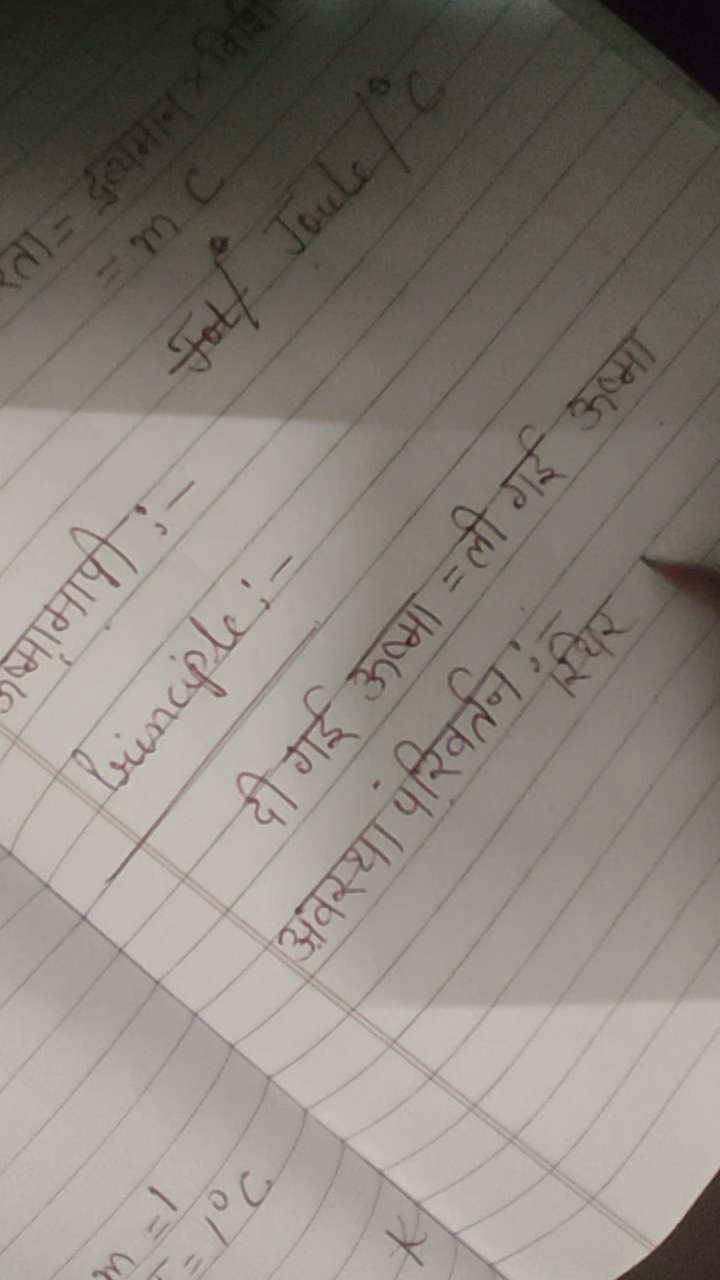 = द्रव्यमान ×
= m C
Joule/°C
ऊष्मामापी :-
Principle :-
दी गई ऊष्मा = ली गई ऊष्मा
अवस्था परिवर्तन :-
स्थिर
m = 1
= 1°C
K